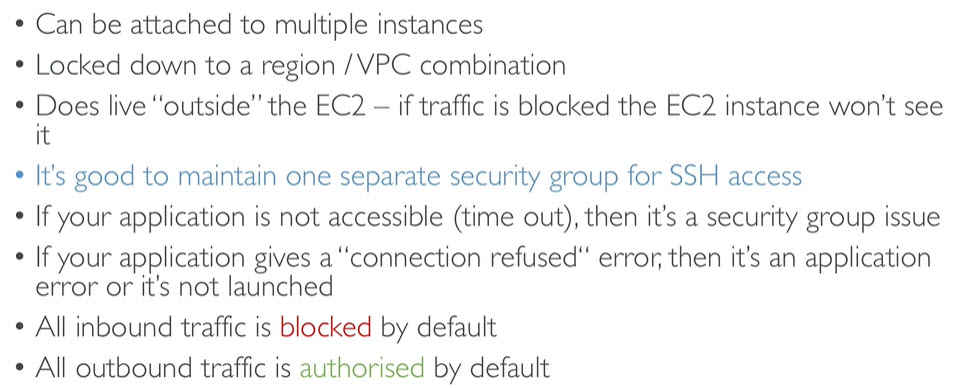 • Can be attached to multiple instances
• Locked down to a region / VPC combination
• Does live “outside” the EC2 – if traffic is blocked the EC2 instance won’t see
it
• It’s good to maintain one separate security group for SSH access
• If your application is not accessible (time out), then it’s a security group issue
• If your application gives a “connection refused“ error, then it’s an application
error or it’s not launched
• All inbound traffic is blocked by default
• All outbound traffic is authorised by default